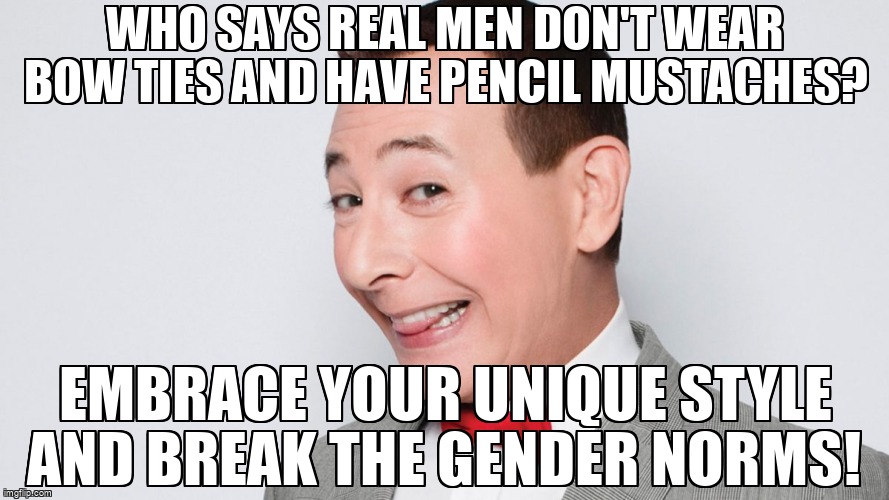 WHO SAYS REAL MEN DON'T WEAR
BOW TIES AND HAVE PENCIL MUSTACHES?
EMBRACE YOUR UNIQUE STYLE
AND BREAK THE GENDER NORMS!
imgflip.com